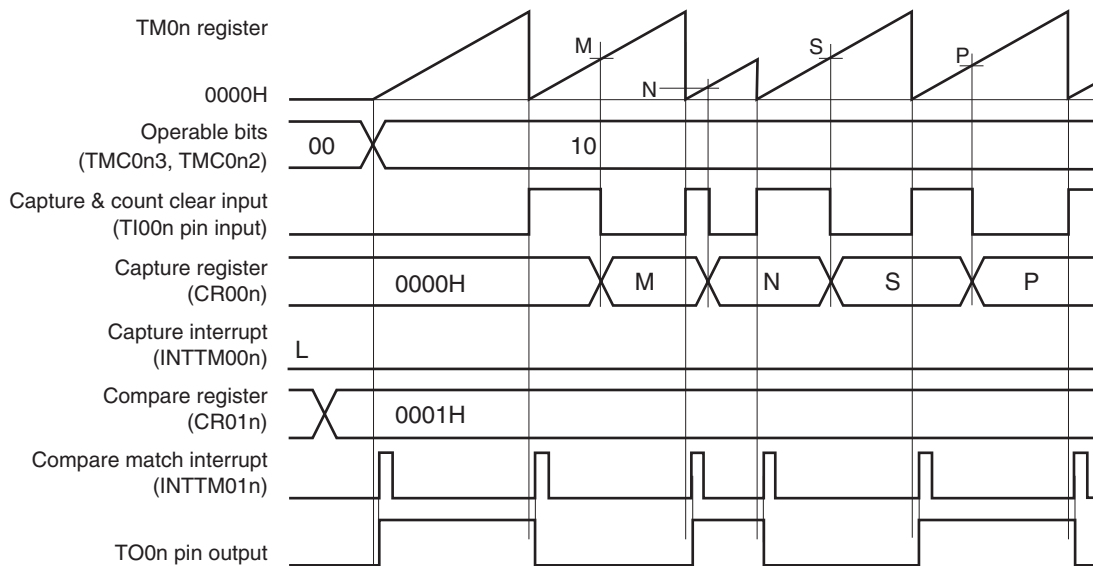 TM0n register
M
S
P
N
0000H
Operable bits
(TMC0n3, TMC0n2)
00
10
Capture & count clear input
(TI00n pin input)
Capture register
(CR00n)
0000H
M
N
S
P
Capture interrupt
(INTTM00n)
L
Compare register
(CR01n)
0001H
Compare match interrupt
(INTTM01n)
TO0n pin output